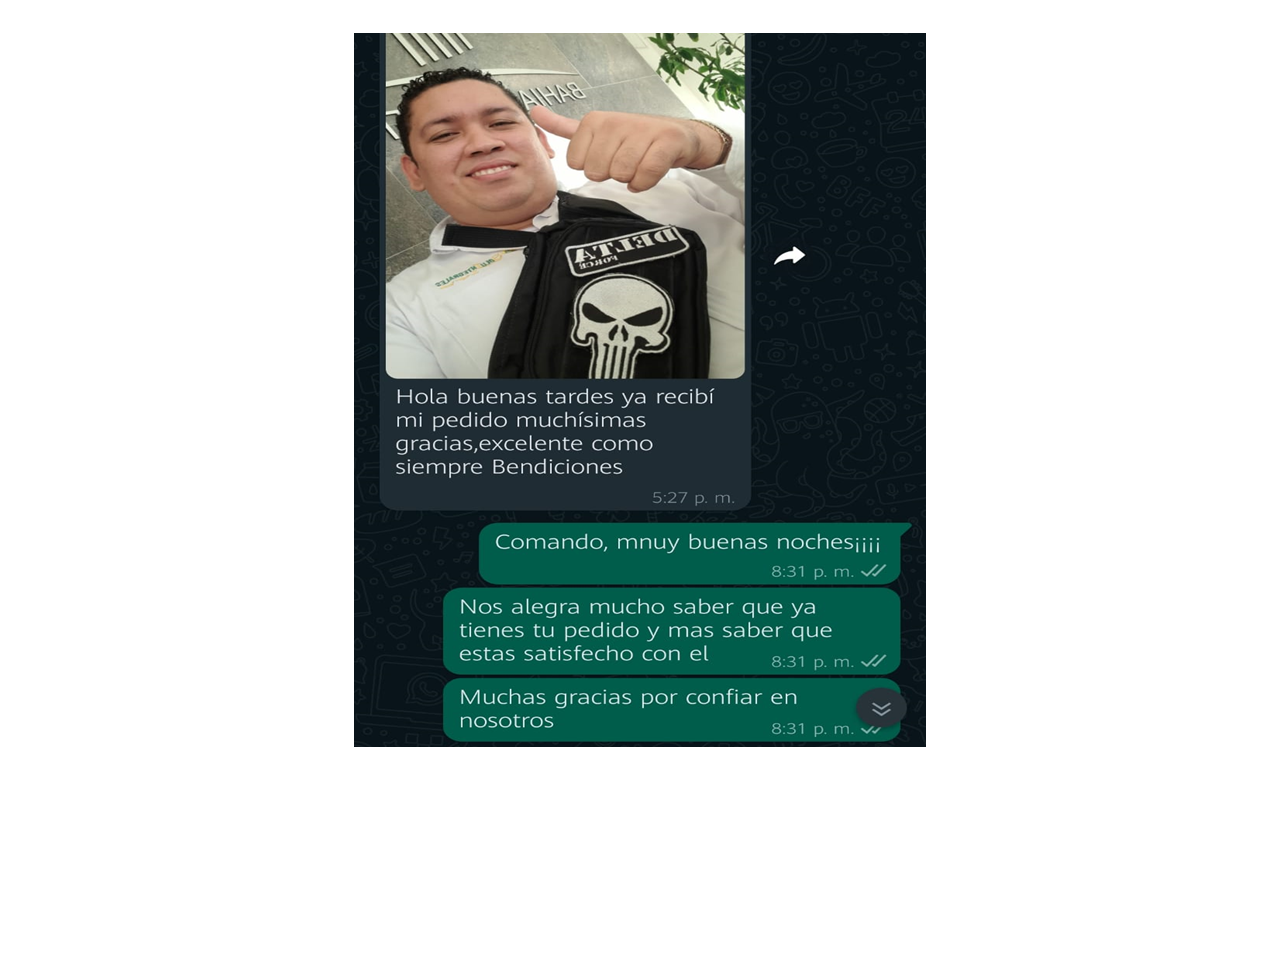 BAHIA
DELTA
FORCE
Hola buenas tardes ya recibí
mi pedido muchísimas
gracias,excelente como
siempre Bendiciones
5:27 p. m.
Comando, mnuy buenas noches¡¡¡¡
8:31 p. m.
Nos alegra mucho saber que ya
tienes tu pedido y mas saber que
estas satisfecho con el
8:31 p. m.
Muchas gracias por confiar en
nosotros
8:31 p. m.